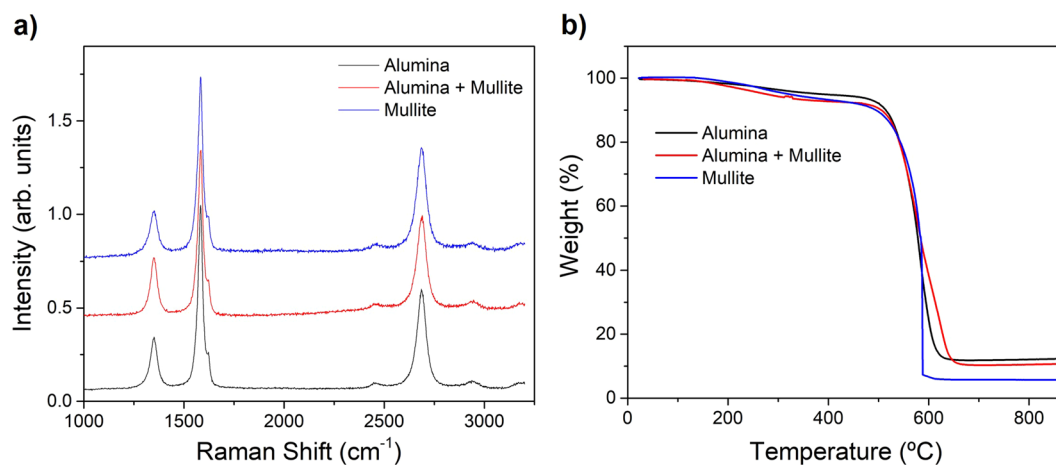 a)
Intensity (arb. units)
1.5
1.0
0.5
0.0
Alumina
Alumina + Mullite
Mullite
1000 1500 2000 2500 3000
Raman Shift (cm⁻¹)
b)
Weight (%)
100
80
60
40
20
0
Alumina
Alumina + Mullite
Mullite
0 200 400 600 800
Temperature (ºC)